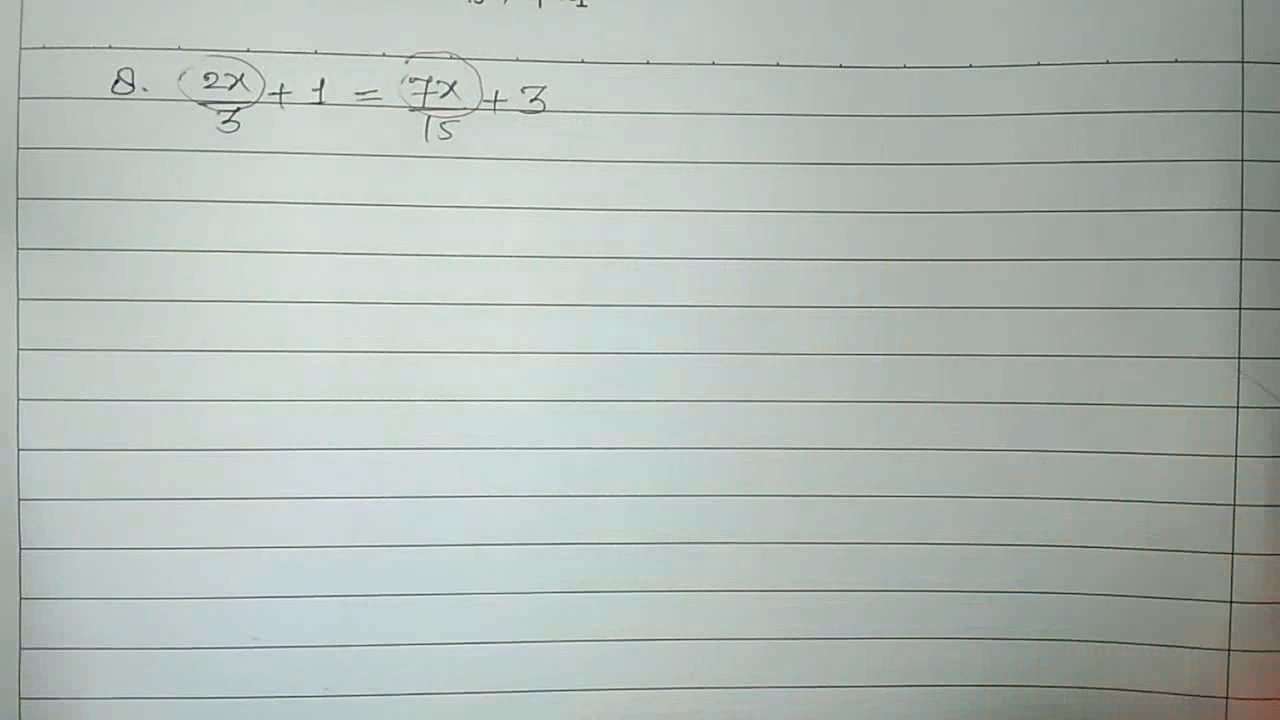 8. 2x/3 + 1 = 7x/15 + 3